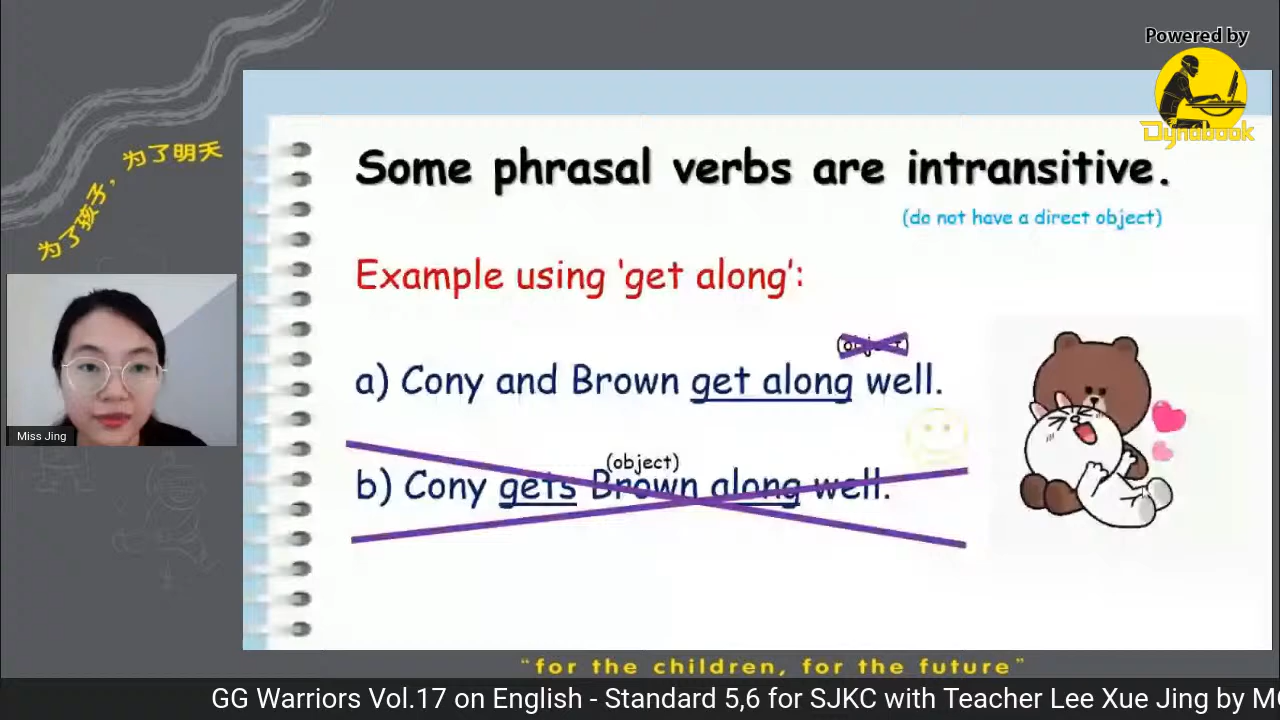 Powered by
Dynabook
为了孩子，为了明天
Some phrasal verbs are intransitive.
(do not have a direct object)
Example using ‘get along’:
a) Cony and Brown get along well.
(object)
b) Cony gets Brown along well.
Miss Jing
“for the children, for the future”
GG Warriors Vol.17 on English - Standard 5,6 for SJKC with Teacher Lee Xue Jing by